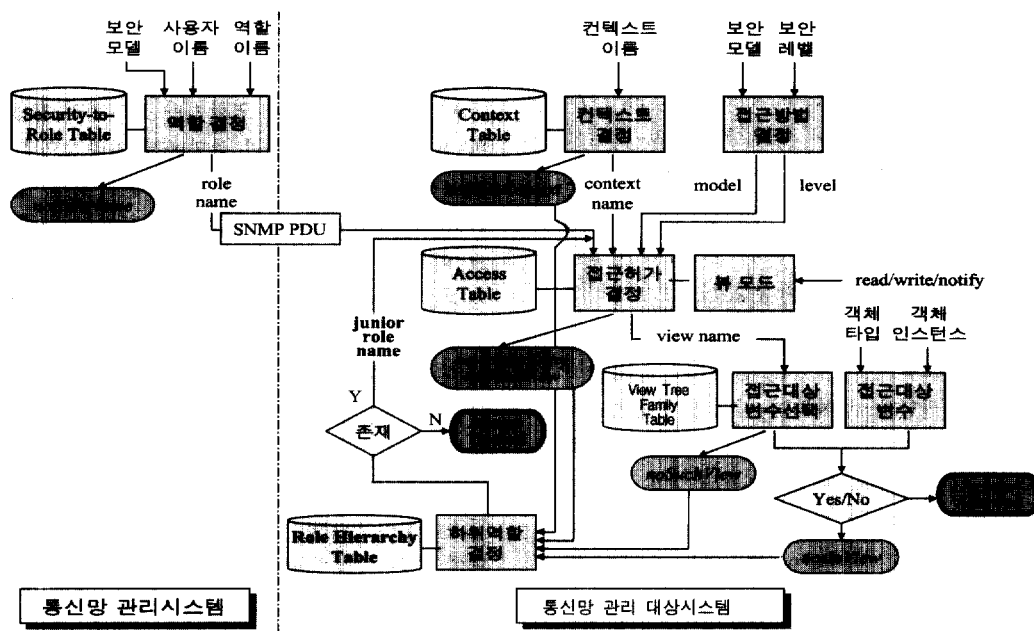 보안 모델
사용자 이름
역할 이름
컨텍스트 이름
보안 모델
보안 레벨
Security-to-Role Table
역할 결정
Context Table
컨텍스트 결정
접근방법 결정
role name
context name
model
level
SNMP PDU
Access Table
접근허가 결정
뷰 모드
read/write/notify
junior role name
view name
객체 타입
객체 인스턴스
View Tree Family Table
접근대상 변수선택
접근대상 변수
Y
존재
N
noSuchView
Yes/No
Role Hierarchy Table
하위역할 결정
통신망 관리시스템
통신망 관리 대상시스템